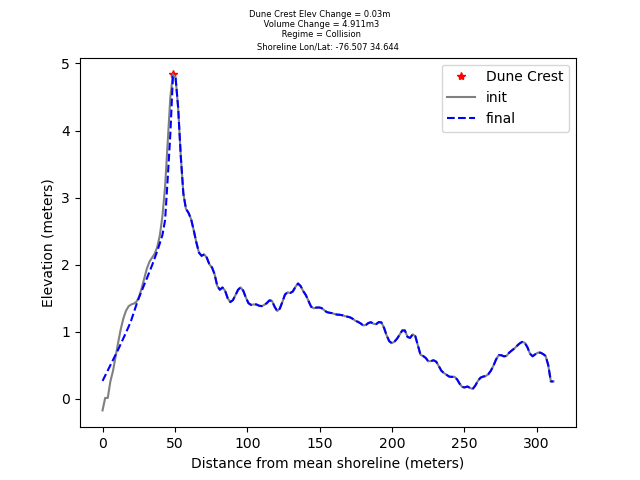 Dune Crest Elev Change = 0.03m
Volume Change = 4.911m3
Regime = Collision
Shoreline Lon/Lat: -76.507 34.644
Dune Crest
init
final
Elevation (meters)
5
4
3
2
1
0
0 50 100 150 200 250 300
Distance from mean shoreline (meters)